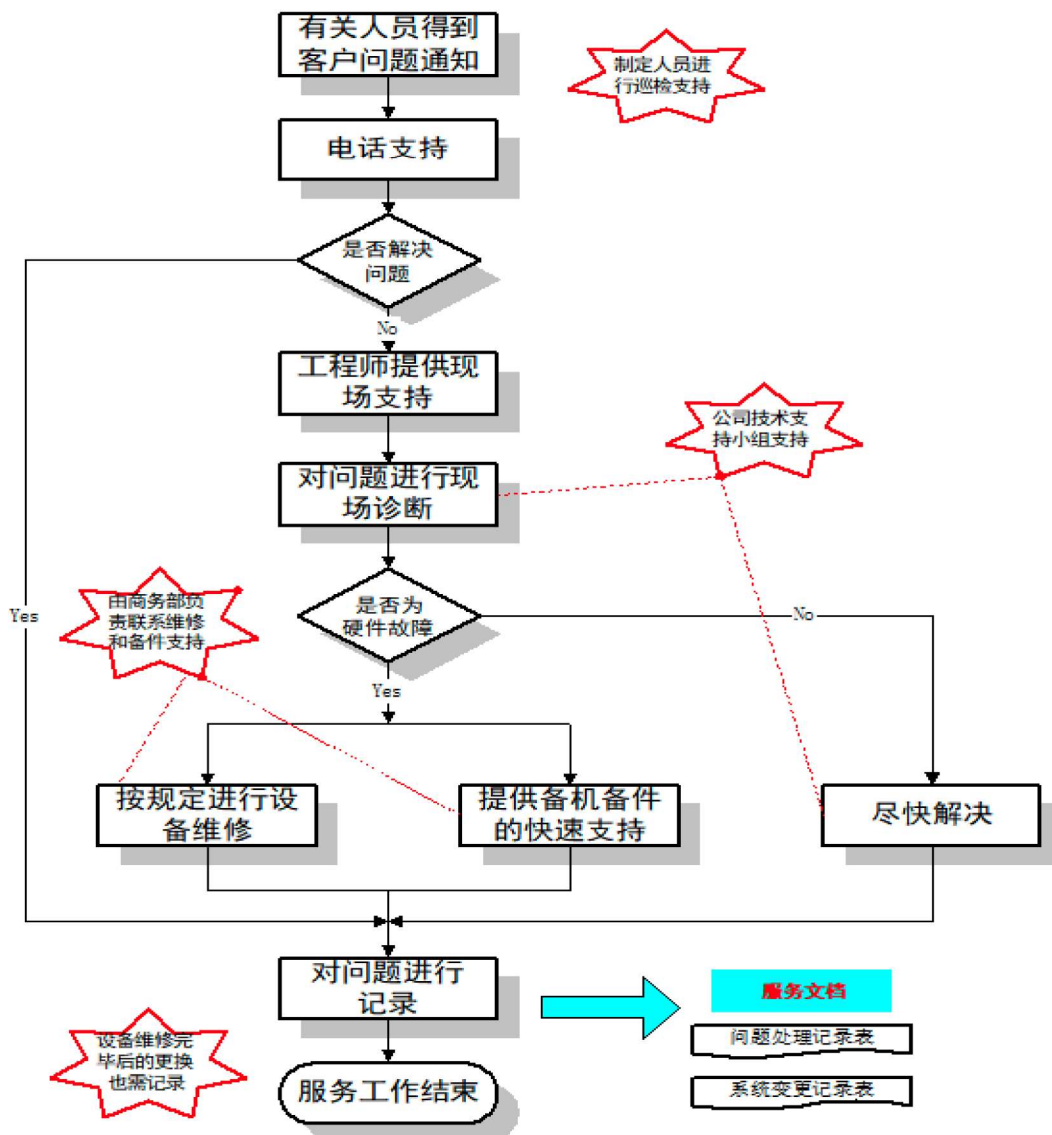 有关人员得到
客户问题通知
制定人员进
行巡检支持
电话支持
是否解决
问题
No
工程师提供现
场支持
公司技术支
持小组支持
对问题进行现
场诊断
Yes
由商务部负
责联系维修
和备件支持
是否为
硬件故障
No
Yes
按规定进行设
备维修
提供备机备件
的快速支持
尽快解决
对问题进行
记录
服务文档
问题处理记录表
设备维修完
毕后的更换
也需记录
服务工作结束
系统变更记录表